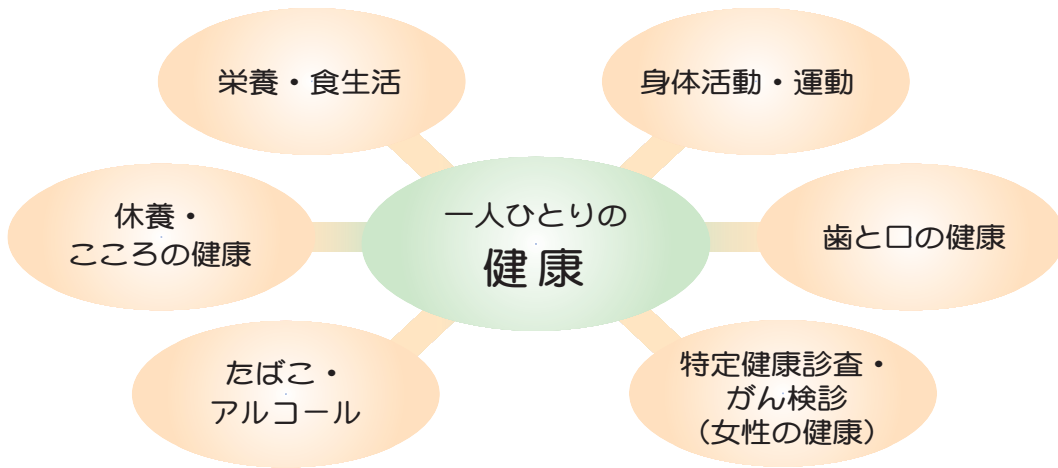 栄養・食生活
身体活動・運動
休養・
こころの健康
一人ひとりの
健康
歯と口の健康
たばこ・
アルコール
特定健康診査・
がん検診
（女性の健康）